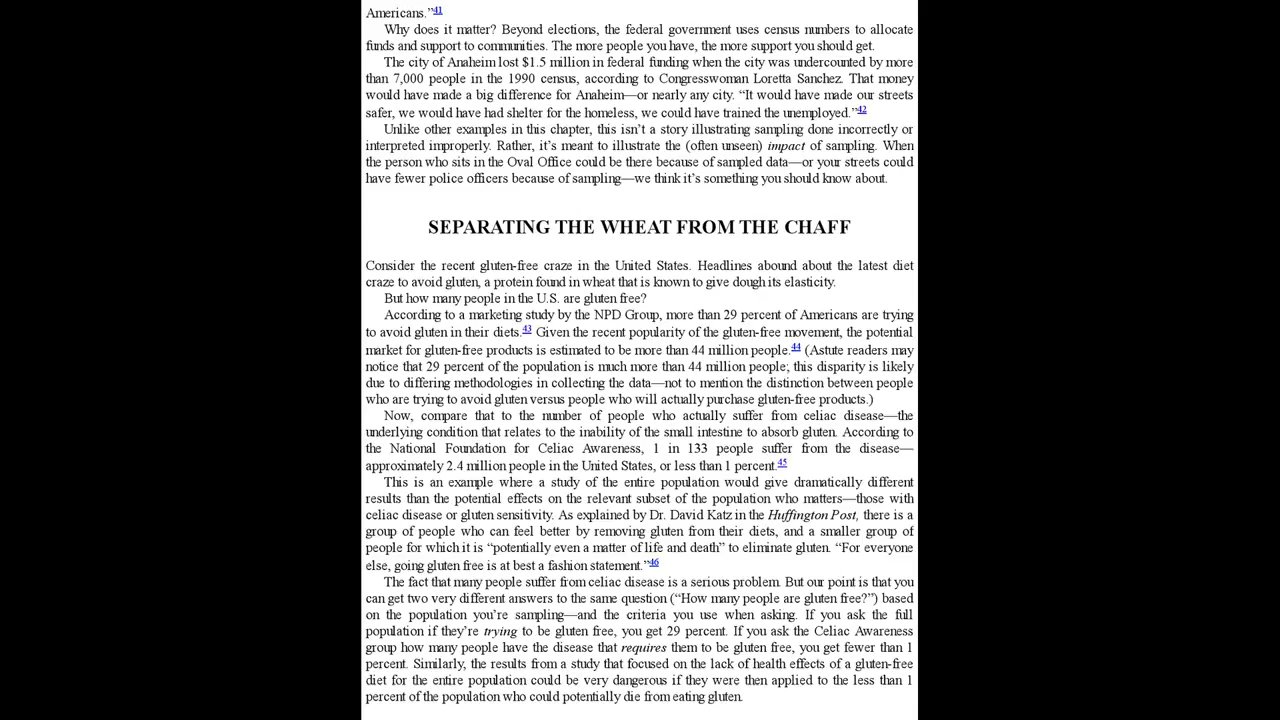 Americans.”41
Why does it matter? Beyond elections, the federal government uses census numbers to allocate
funds and support to communities. The more people you have, the more support you should get.
The city of Anaheim lost $1.5 million in federal funding when the city was undercounted by more
than 7,000 people in the 1990 census, according to Congresswoman Loretta Sanchez. That money
would have made a big difference for Anaheim—or nearly any city. “It would have made our streets
safer, we would have had shelter for the homeless, we could have trained the unemployed.”42
Unlike other examples in this chapter, this isn’t a story illustrating sampling done incorrectly or
interpreted improperly. Rather, it’s meant to illustrate the (often unseen) impact of sampling. When
the person who sits in the Oval Office could be there because of sampled data—or your streets could
have fewer police officers because of sampling—we think it’s something you should know about.
SEPARATING THE WHEAT FROM THE CHAFF
Consider the recent gluten-free craze in the United States. Headlines abound about the latest diet
craze to avoid gluten, a protein found in wheat that is known to give dough its elasticity.
But how many people in the U.S. are gluten free?
According to a marketing study by the NPD Group, more than 29 percent of Americans are trying
to avoid gluten in their diets.43 Given the recent popularity of the gluten-free movement, the potential
market for gluten-free products is estimated to be more than 44 million people.44 (Astute readers may
notice that 29 percent of the population is much more than 44 million people; this disparity is likely
due to differing methodologies in collecting the data—not to mention the distinction between people
who are trying to avoid gluten versus people who will actually purchase gluten-free products.)
Now, compare that to the number of people who actually suffer from celiac disease—the
underlying condition that relates to the inability of the small intestine to absorb gluten. According to
the National Foundation for Celiac Awareness, 1 in 133 people suffer from the disease—
approximately 2.4 million people in the United States, or less than 1 percent.45
This is an example where a study of the entire population would give dramatically different
results than the potential effects on the relevant subset of the population who matters—those with
celiac disease or gluten sensitivity. As explained by Dr. David Katz in the Huffington Post, there is a
group of people who can feel better by removing gluten from their diets, and a smaller group of
people for which it is “potentially even a matter of life and death” to eliminate gluten. “For everyone
else, going gluten free is at best a fashion statement.”46
The fact that many people suffer from celiac disease is a serious problem. But our point is that you
can get two very different answers to the same question (“How many people are gluten free?”) based
on the population you’re sampling—and the criteria you use when asking. If you ask the full
population if they’re trying to be gluten free, you get 29 percent. If you ask the Celiac Awareness
group how many people have the disease that requires them to be gluten free, you get fewer than 1
percent. Similarly, the results from a study that focused on the lack of health effects of a gluten-free
diet for the entire population could be very dangerous if they were then applied to the less than 1
percent of the population who could potentially die from eating gluten.